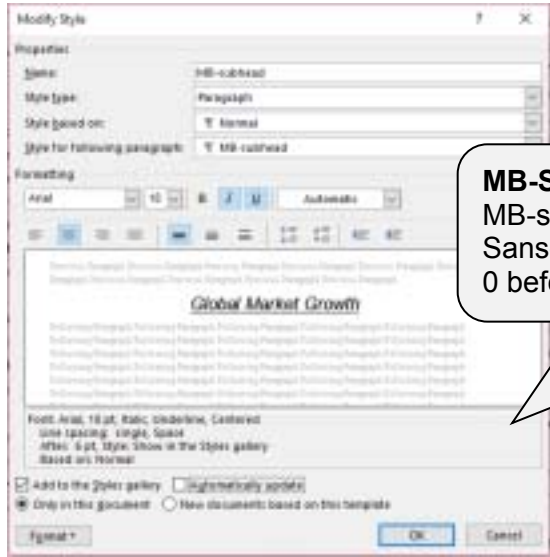 Modify Style ? ×
Properties
Name: MB-subhead
Style type: Paragraph
Style based on: ¶ Normal
Style for following paragraph: ¶ MB-subhead
Formatting
Arial B I U Automatic
Global Market Growth
Font: Arial, 10 pt, Italic, Underline, Centered
Line spacing: single, Space
After: 6 pt, Style: Show in the Styles gallery
Based on: Normal
Add to the Styles gallery Automatically update
Only in this document New documents based on this template
Format OK Cancel
MB-S
MB-s
Sans
0 befo